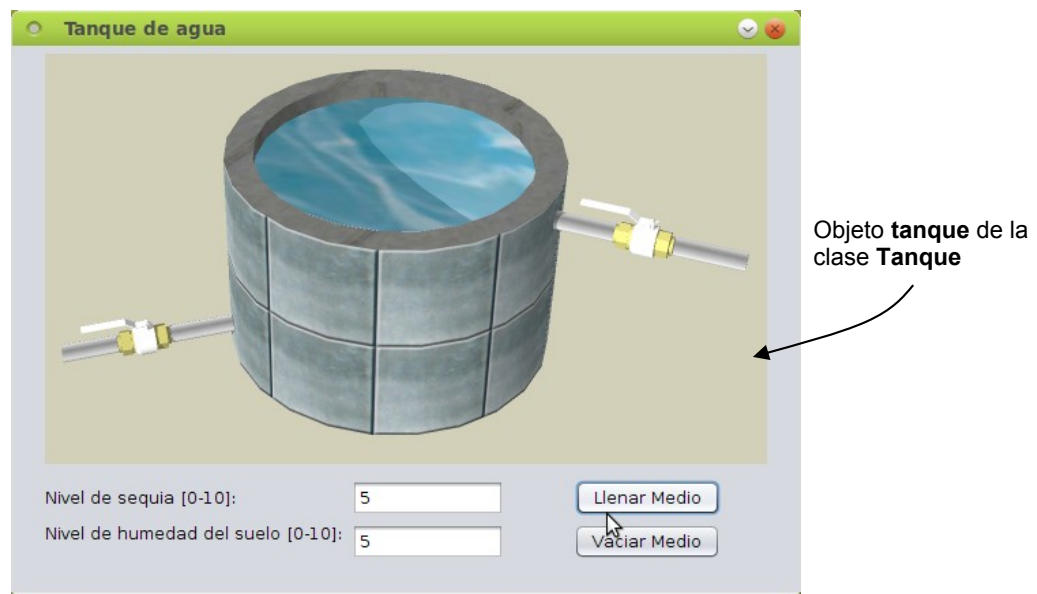 Tanque de agua
Objeto tanque de la
clase Tanque
Nivel de sequia [0-10]:
5
Llenar Medio
Nivel de humedad del suelo [0-10]:
5
Vaciar Medio